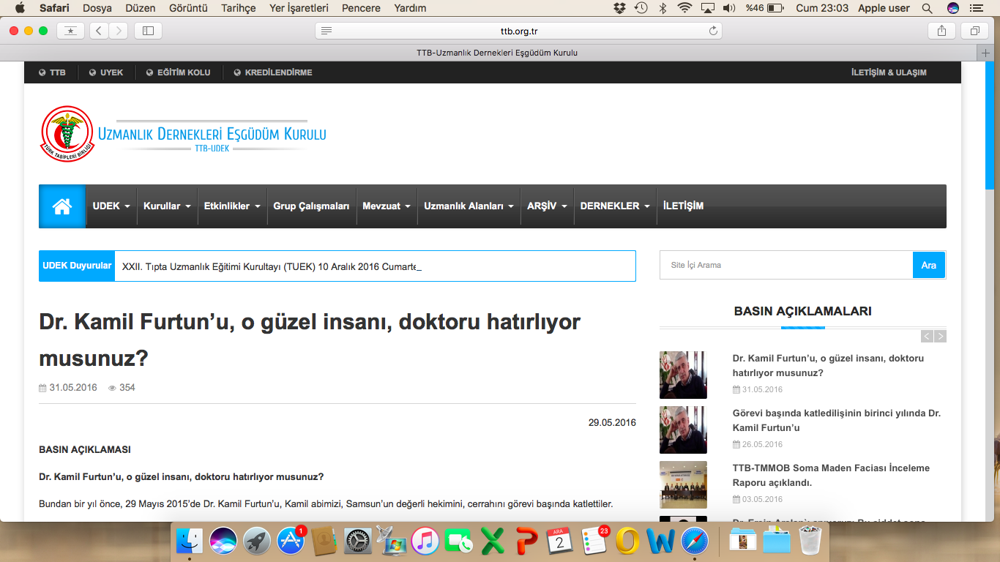 Safari Dosya Düzen Görüntü Tarihçe Yer İşaretleri Pencere Yardım %46 Cum 23:03 Apple user
ttb.org.tr
TTB-Uzmanlık Dernekleri Eşgüdüm Kurulu
TTB UYEK EĞİTİM KOLU KREDİLENDİRME İLETİŞİM & ULAŞIM
TÜRK TABİPLERİ BİRLİĞİ
UZMANLIK DERNEKLERİ EŞGÜDÜM KURULU
TTB-UDEK
UDEK Kurullar Etkinlikler Grup Çalışmaları Mevzuat Uzmanlık Alanları ARŞİV DERNEKLER İLETİŞİM
UDEK Duyurular XXII. Tıpta Uzmanlık Eğitimi Kurultayı (TUEK) 10 Aralık 2016 Cumarte_
Site İçi Arama Ara
Dr. Kamil Furtun’u, o güzel insanı, doktoru hatırlıyor
musunuz?
31.05.2016 354
29.05.2016
BASIN AÇIKLAMASI
Dr. Kamil Furtun’u, o güzel insanı, doktoru hatırlıyor musunuz?
Bundan bir yıl önce, 29 Mayıs 2015’de Dr. Kamil Furtun’u, Kamil abimizi, Samsun’un değerli hekimini, cerrahını görevi başında katlettiler.
BASIN AÇIKLAMALARI
Dr. Kamil Furtun’u, o güzel insanı, doktoru
hatırlıyor musunuz?
31.05.2016
Görevi başında katledilişinin birinci yılında Dr.
Kamil Furtun’u
26.05.2016
TTB-TMMOB Soma Maden Faciası İnceleme
Raporu açıklandı.
03.05.2016
1
ARA
2
23